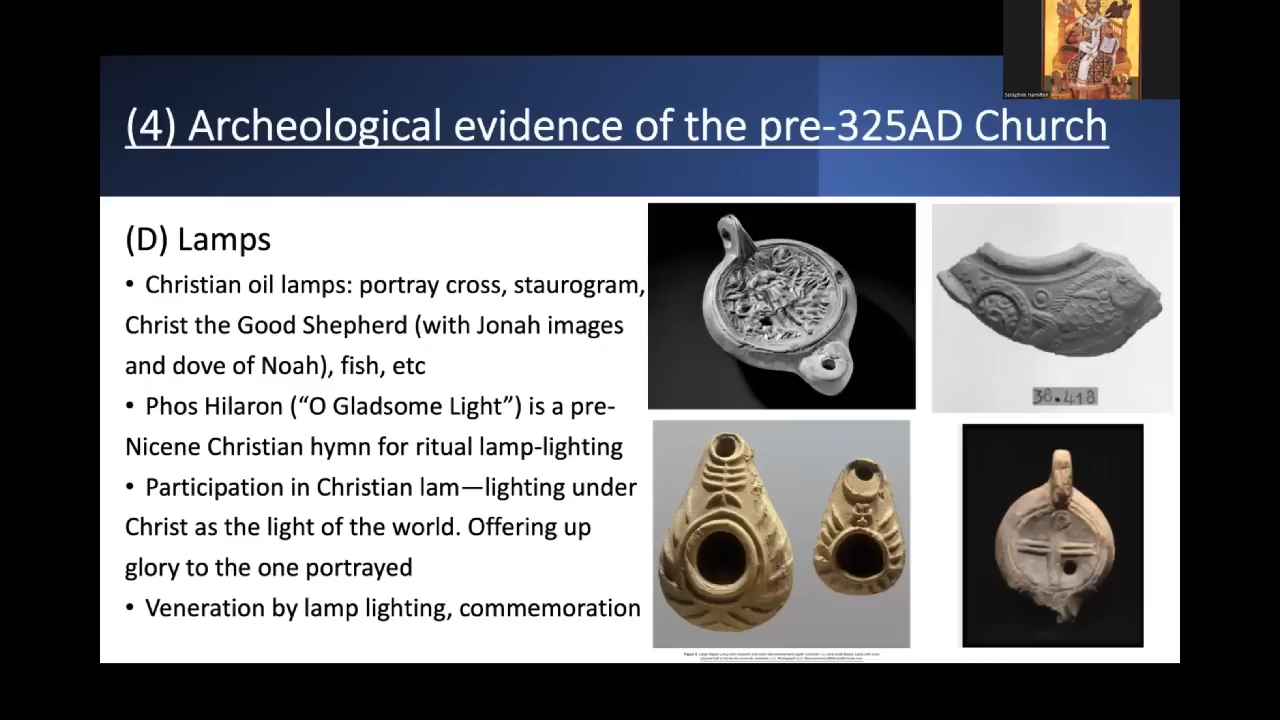 Seraphim Hamilton
(4) Archeological evidence of the pre-325AD Church
(D) Lamps
• Christian oil lamps: portray cross, staurogram,
Christ the Good Shepherd (with Jonah images
and dove of Noah), fish, etc
• Phos Hilaron (“O Gladsome Light”) is a pre-
Nicene Christian hymn for ritual lamp-lighting
• Participation in Christian lam—lighting under
Christ as the light of the world. Offering up
glory to the one portrayed
• Veneration by lamp lighting, commemoration
38.418